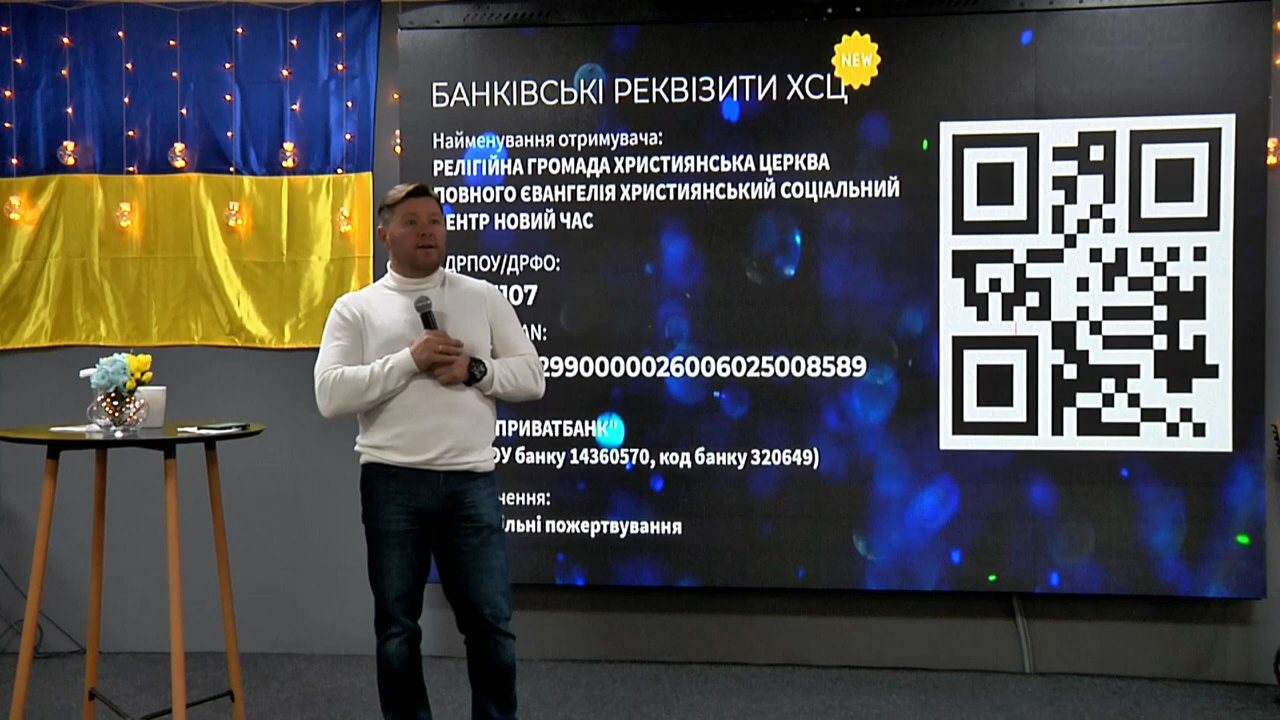 NEW
БАНКІВСЬКІ РЕКВІЗИТИ ХСЦ
Найменування отримувача:
РЕЛІГІЙНА ГРОМАДА ХРИСТИЯНСЬКА ЦЕРКВА
ПОВНОГО ЄВАНГЕЛІЯ ХРИСТИЯНСЬКИЙ СОЦІАЛЬНИЙ
ЕНТР НОВИЙ ЧАС
ДРПОУ/ДРФО:
107
AN:
2990000026006025008589
ПРИВАТБАНК"
ОУ банку 14360570, код банку 320649)
чення:
ільні пожертвування